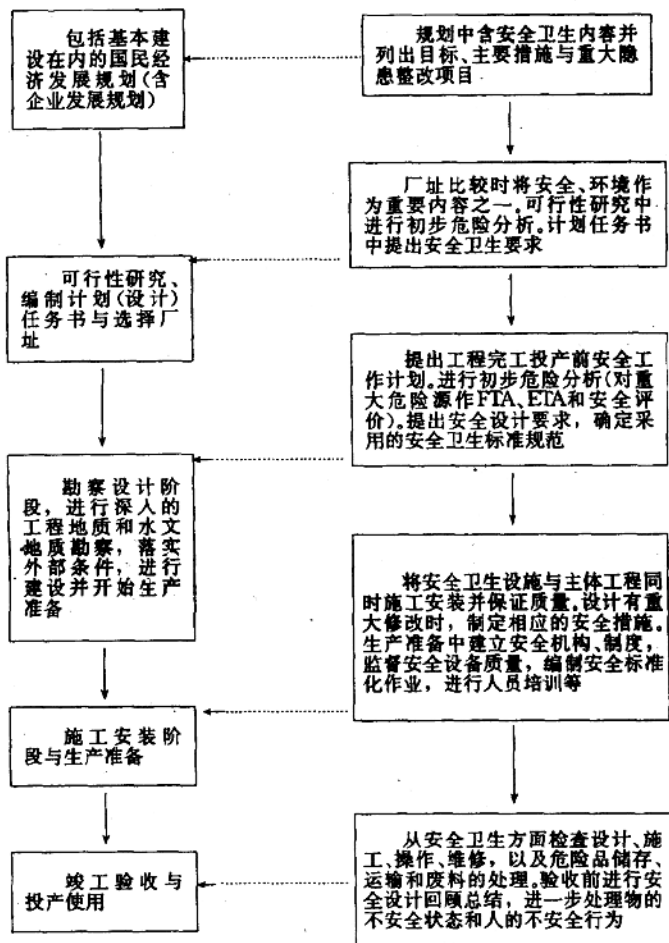 包括基本建
设在内的国民经
济发展规划(含
企业发展规划)
规划中含安全卫生内容并
列出目标、主要措施与重大隐
患整改项目
厂址比较时将安全、环境作
为重要内容之一。可行性研究中
进行初步危险分析。计划任务书
中提出安全卫生要求
可行性研究、
编制计划(设计)
任务书与选择厂
址
提出工程完工投产前安全工
作计划。进行初步危险分析(对重
大危险源作FTA、ETA和安全评
价)。提出安全设计要求，确定采
用的安全卫生标准规范
勘察设计阶
段，进行深人的
工程地质和水文
地质勘察，落实
外部条件，进行
建设并开始生产
准备
将安全卫生设施与主体工程同
时施工安装并保证质量。设计有重
大修改时，制定相应的安全措施。
生产准备中建立安全机构、制度，
监督安全设备质量，编制安全标准
化作业，进行人员培训等
施工安装阶
段与生产准备
从安全卫生方面检查设计、施
工、操作、维修，以及危险品储存、
运输和废料的处理。验收前进行安
全设计回顾总结，进一步处理物的
不安全状态和人的不安全行为
竣工验收与
投产使用